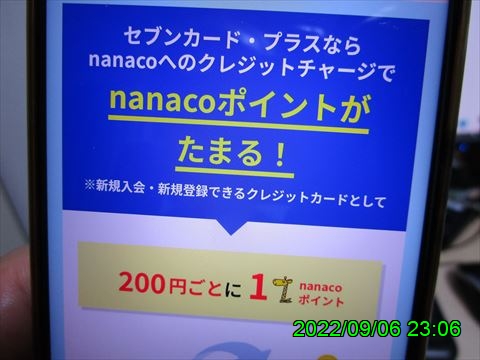 セブンカード・プラスなら
nanacoへのクレジットチャージで
nanacoポイントが
たまる！
※新規入会・新規登録できるクレジットカードとして
200円ごとに1 nanaco
ポイント
2022/09/06 23:06